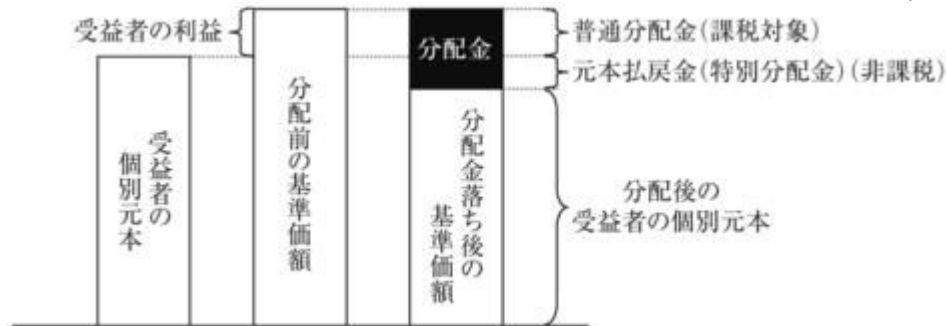 受益者の利益
受益者の
個別元本
分配前の基準価額
分配金
分配金落ち後の
基準価額
普通分配金(課税対象)
元本払戻金(特別分配金)(非課税)
分配後の
受益者の個別元本